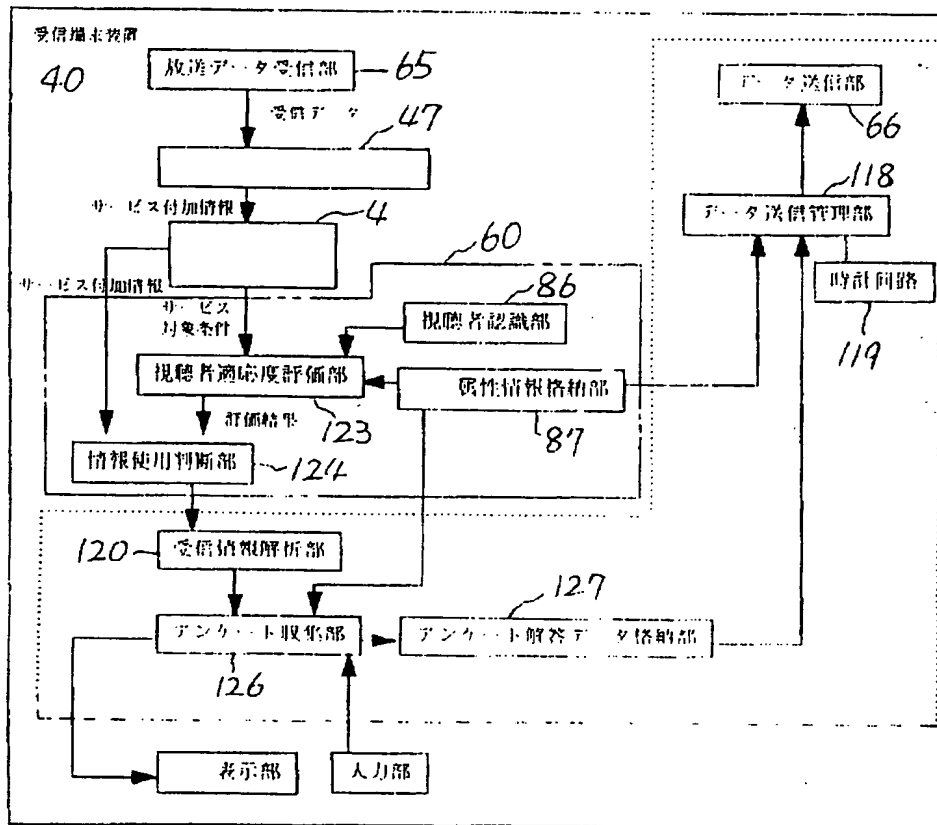 受信端末装置
40
放送データ受信部
65
受信データ
47
サービス付加情報
4
サービス付加情報
60
サービス
対象条件
86
視聴者認識部
視聴者適応度評価部
属性情報格納部
評価結果
123
87
情報使用判断部
124
120
受信情報解析部
127
アンケート収集部
アンケート解答データ格納部
126
表示部
入力部
データ送信部
66
118
データ送信管理部
時計回路
119